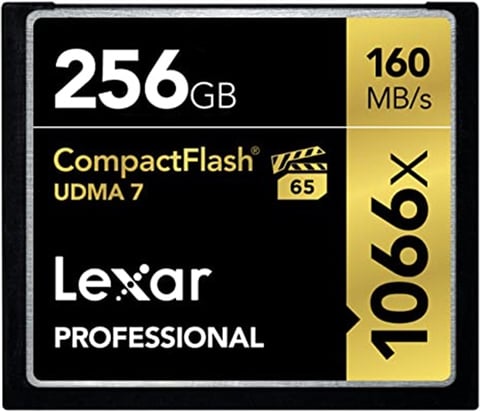 256GB
160
MB/s
CompactFlash®
UDMA 7
65
1066x
Lexar
PROFESSIONAL